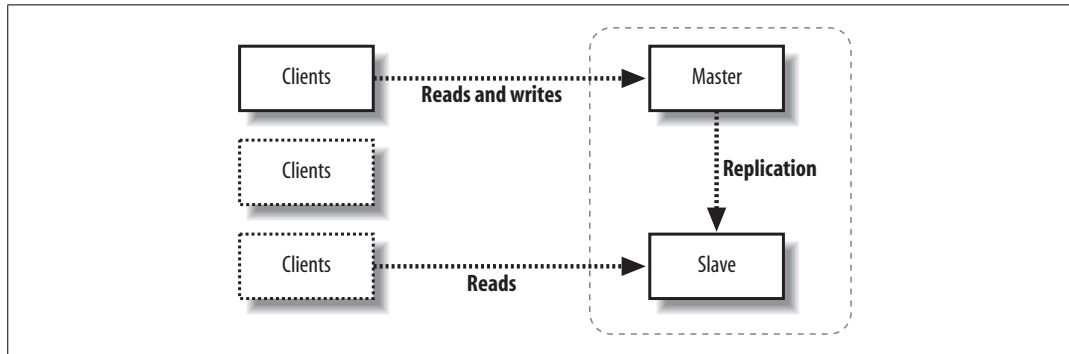 Clients
Master
Reads and writes
Clients
Replication
Clients
Slave
Reads